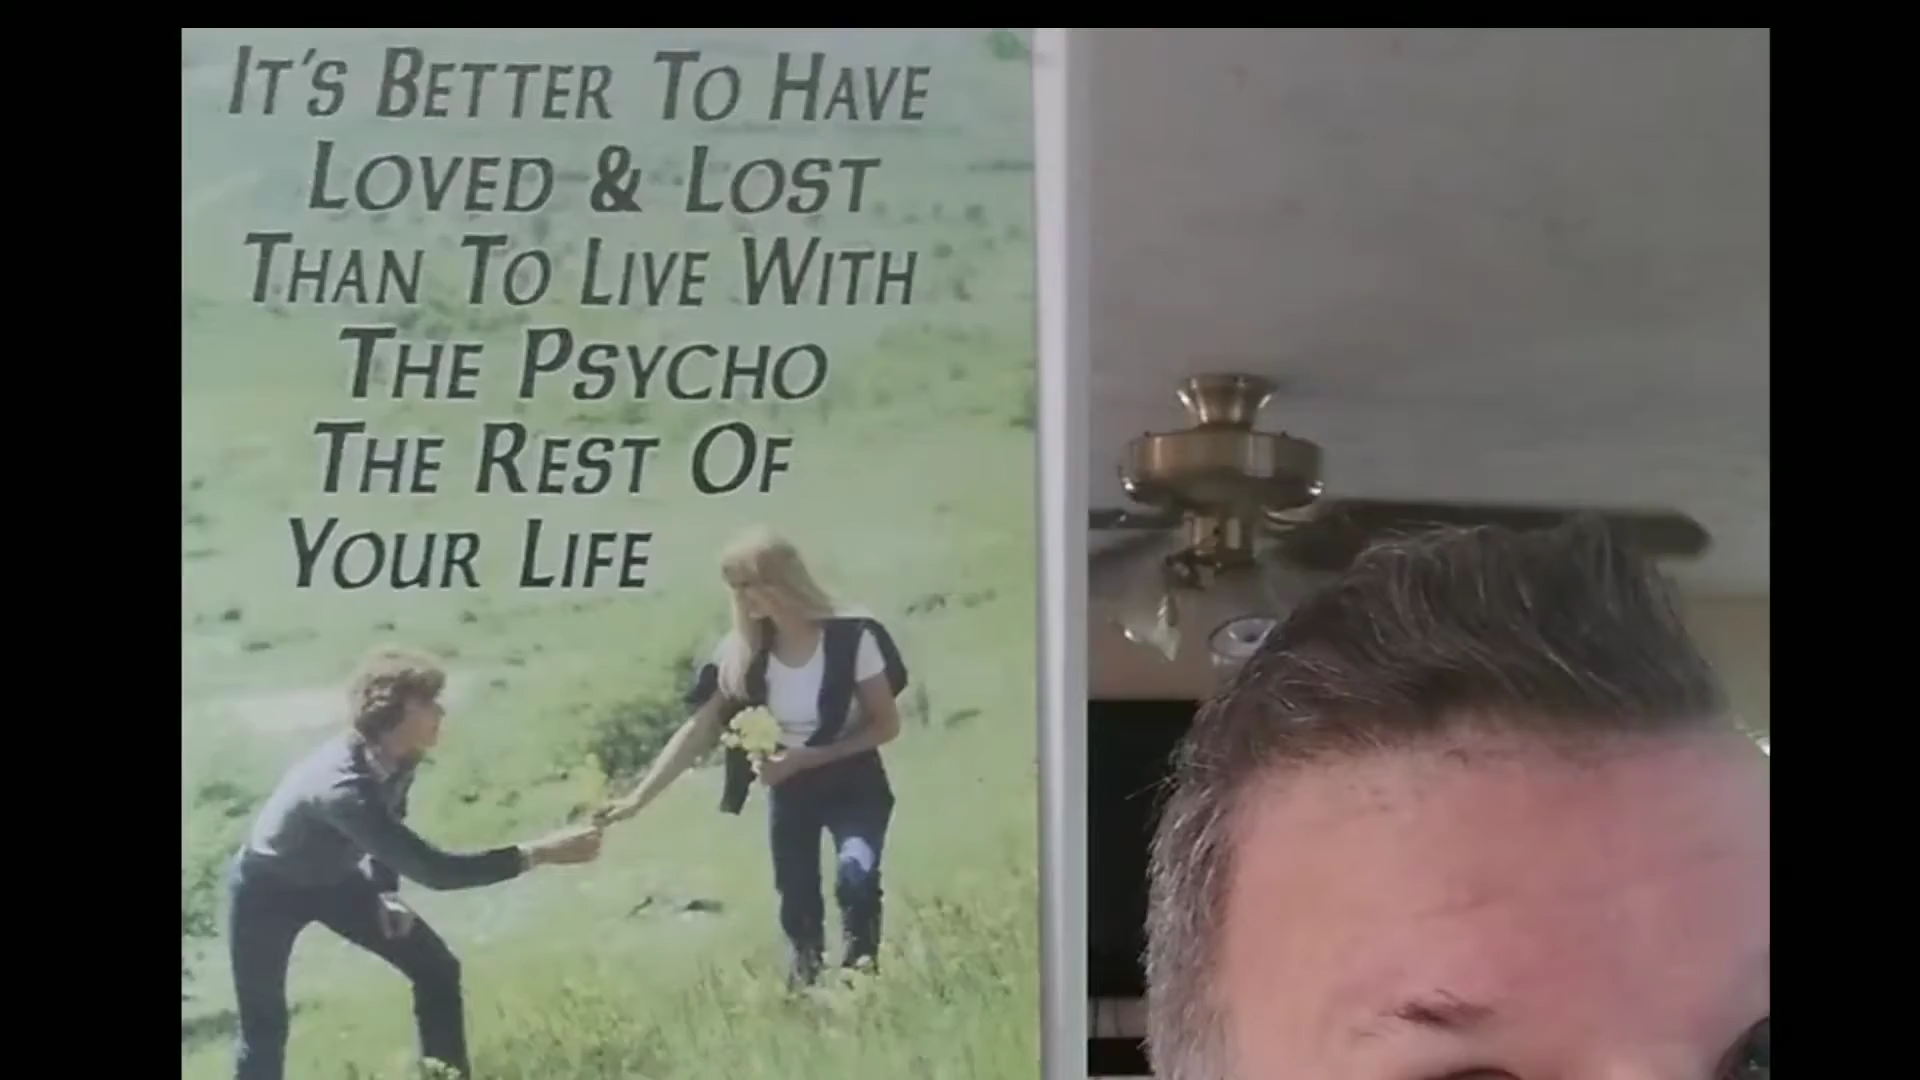 IT'S BETTER TO HAVE
LOVED & LOST
THAN TO LIVE WITH
THE PSYCHO
THE REST OF
YOUR LIFE